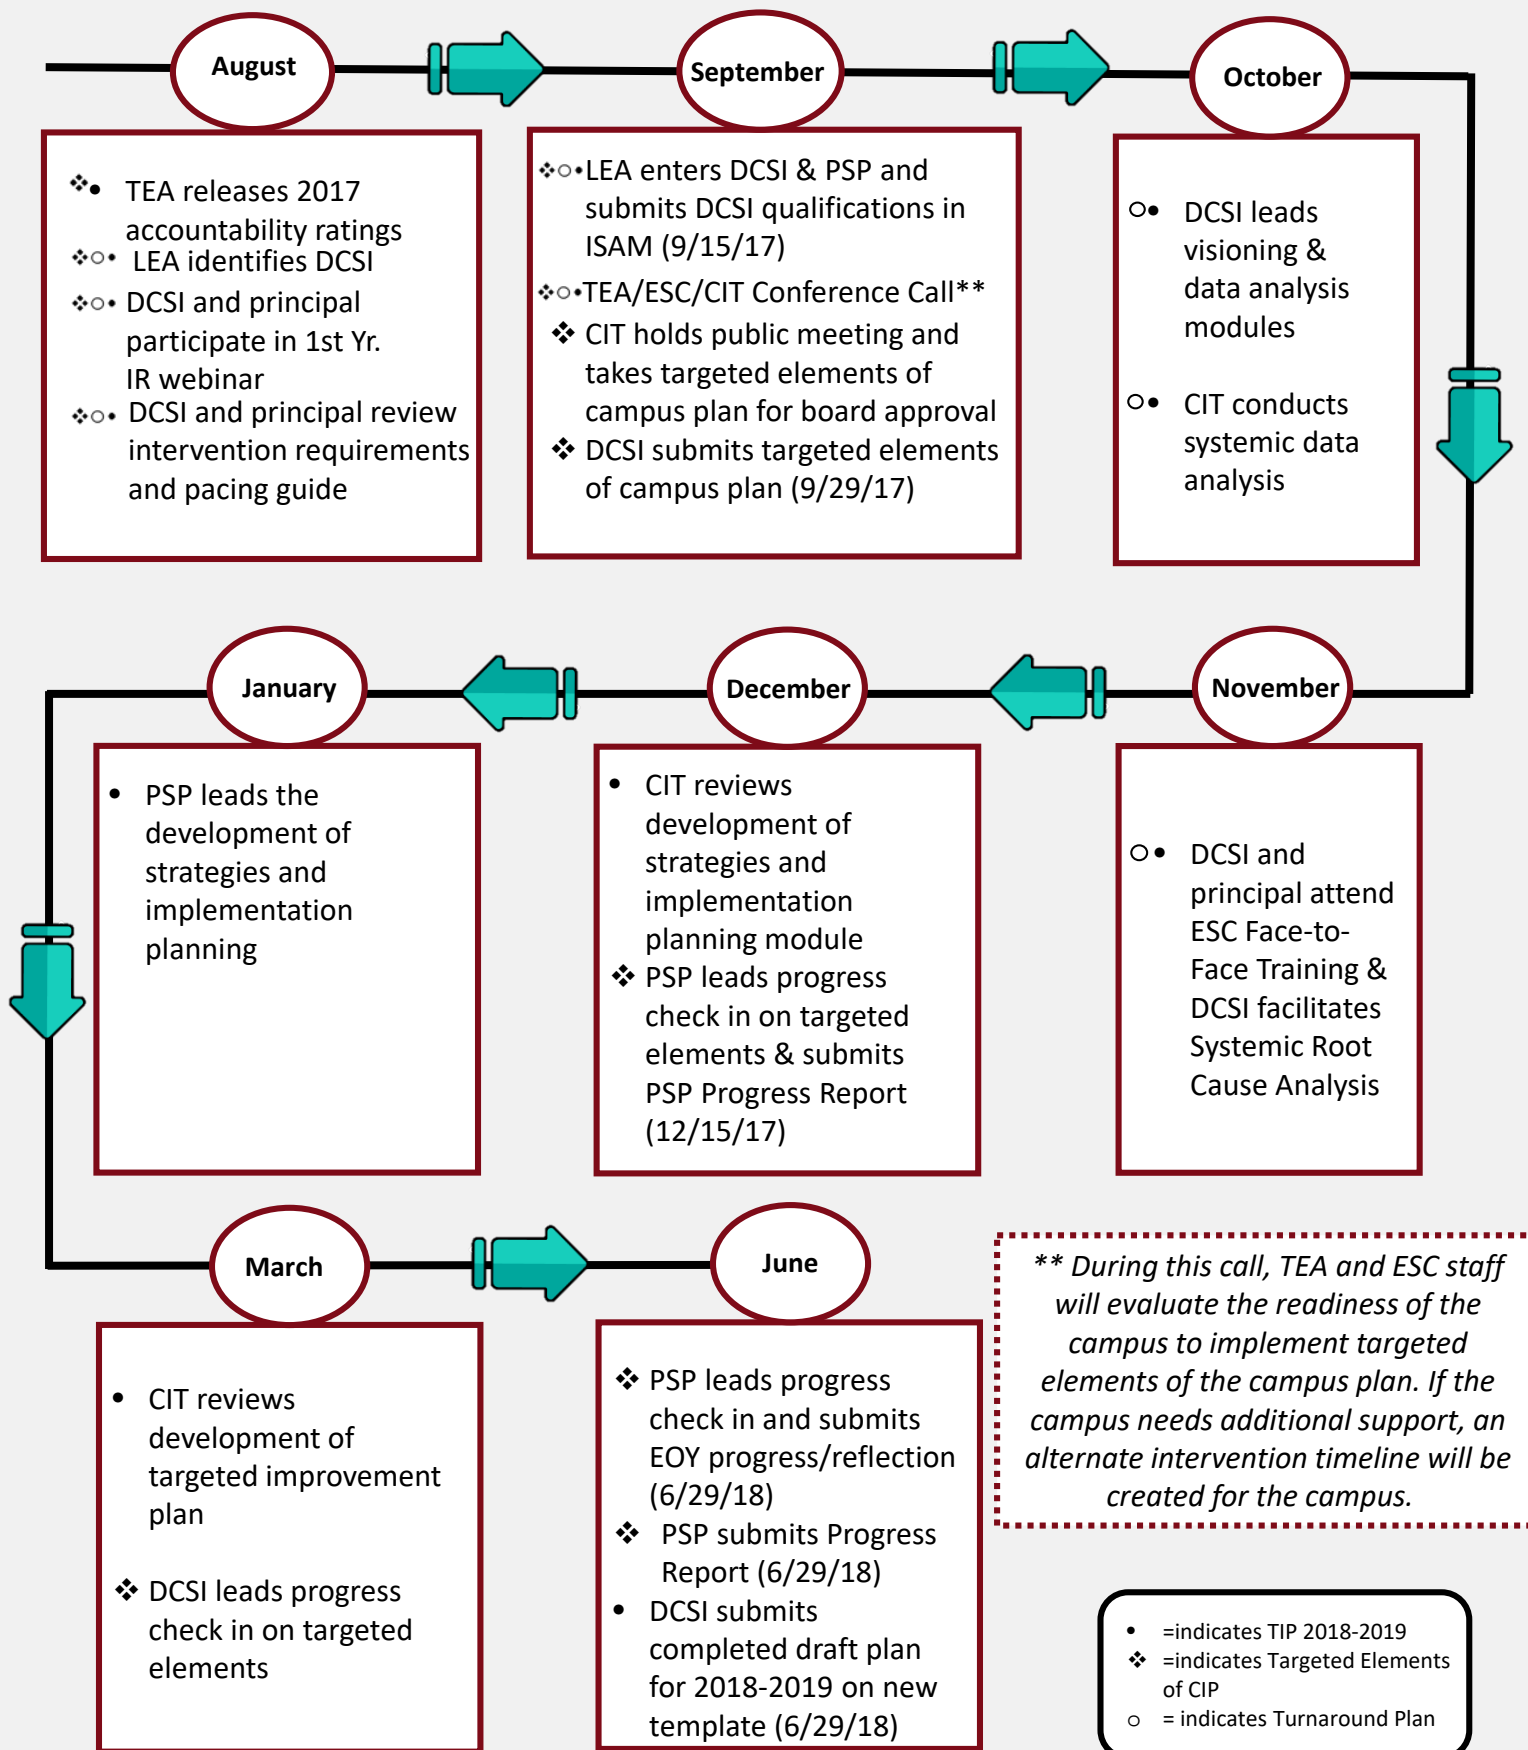 August
❖• TEA releases 2017
accountability ratings
❖○• LEA identifies DCSI
❖○• DCSI and principal
participate in 1st Yr.
IR webinar
❖○• DCSI and principal review
intervention requirements
and pacing guide
September
❖○• LEA enters DCSI & PSP and
submits DCSI qualifications in
ISAM (9/15/17)
❖○• TEA/ESC/CIT Conference Call**
❖ CIT holds public meeting and
takes targeted elements of
campus plan for board approval
❖ DCSI submits targeted elements
of campus plan (9/29/17)
October
○• DCSI leads
visioning &
data analysis
modules
○• CIT conducts
systemic data
analysis
November
○• DCSI and
principal attend
ESC Face-to-
Face Training &
DCSI facilitates
Systemic Root
Cause Analysis
December
• CIT reviews
development of
strategies and
implementation
planning module
❖ PSP leads progress
check in on targeted
elements & submits
PSP Progress Report
(12/15/17)
January
• PSP leads the
development of
strategies and
implementation
planning
March
• CIT reviews
development of
targeted improvement
plan
❖ DCSI leads progress
check in on targeted
elements
June
❖ PSP leads progress
check in and submits
EOY progress/reflection
(6/29/18)
❖ PSP submits Progress
Report (6/29/18)
• DCSI submits
completed draft plan
for 2018-2019 on new
template (6/29/18)
** During this call, TEA and ESC staff
will evaluate the readiness of the
campus to implement targeted
elements of the campus plan. If the
campus needs additional support, an
alternate intervention timeline will be
created for the campus.
• =indicates TIP 2018-2019
❖ =indicates Targeted Elements
of CIP
○ = indicates Turnaround Plan